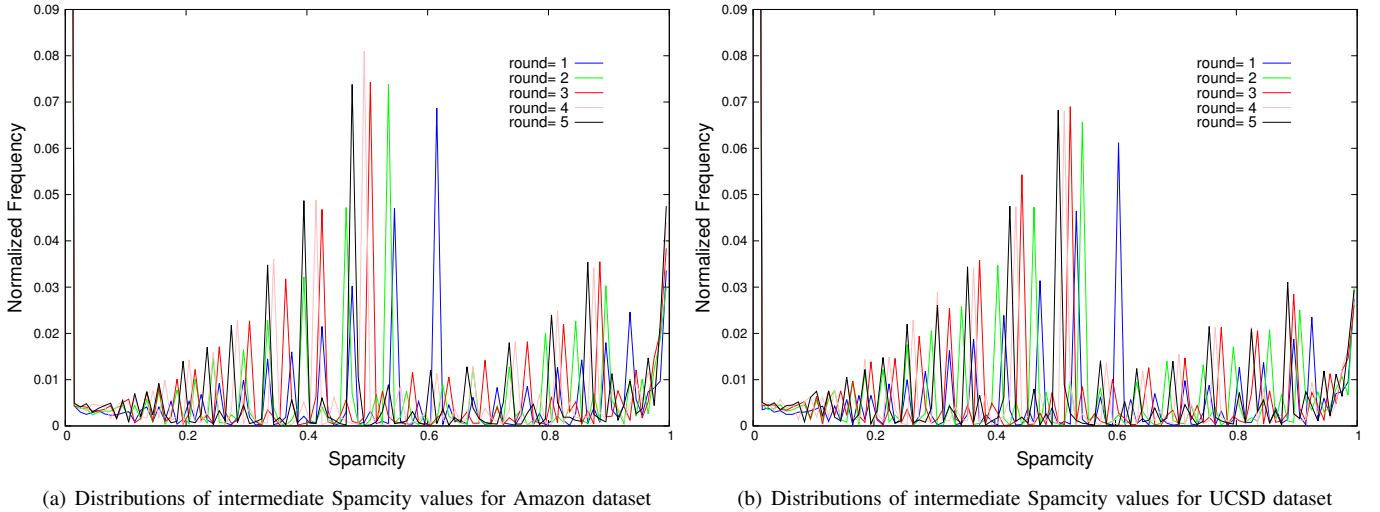 0.09
0.08
0.07
0.06
0.05
0.04
0.03
0.02
0.01
0
0
0.2
0.4
0.6
0.8
1
Normalized Frequency
Spamcity
round= 1
round= 2
round= 3
round= 4
round= 5
(a) Distributions of intermediate Spamcity values for Amazon dataset
0.09
0.08
0.07
0.06
0.05
0.04
0.03
0.02
0.01
0
0
0.2
0.4
0.6
0.8
1
Normalized Frequency
Spamcity
round= 1
round= 2
round= 3
round= 4
round= 5
(b) Distributions of intermediate Spamcity values for UCSD dataset